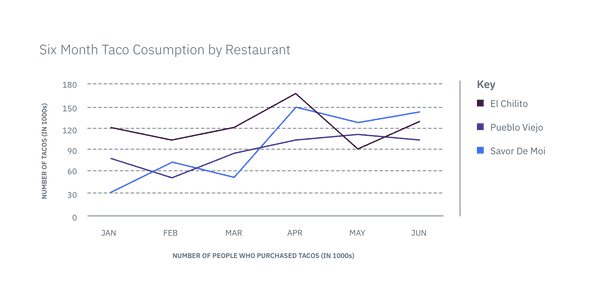 Six Month Taco Cosumption by Restaurant
NUMBER OF TACOS (IN 1000s)
180
150
120
90
60
30
0
JAN FEB MAR APR MAY JUN
NUMBER OF PEOPLE WHO PURCHASED TACOS (IN 1000s)
Key
El Chilito
Pueblo Viejo
Savor De Moi